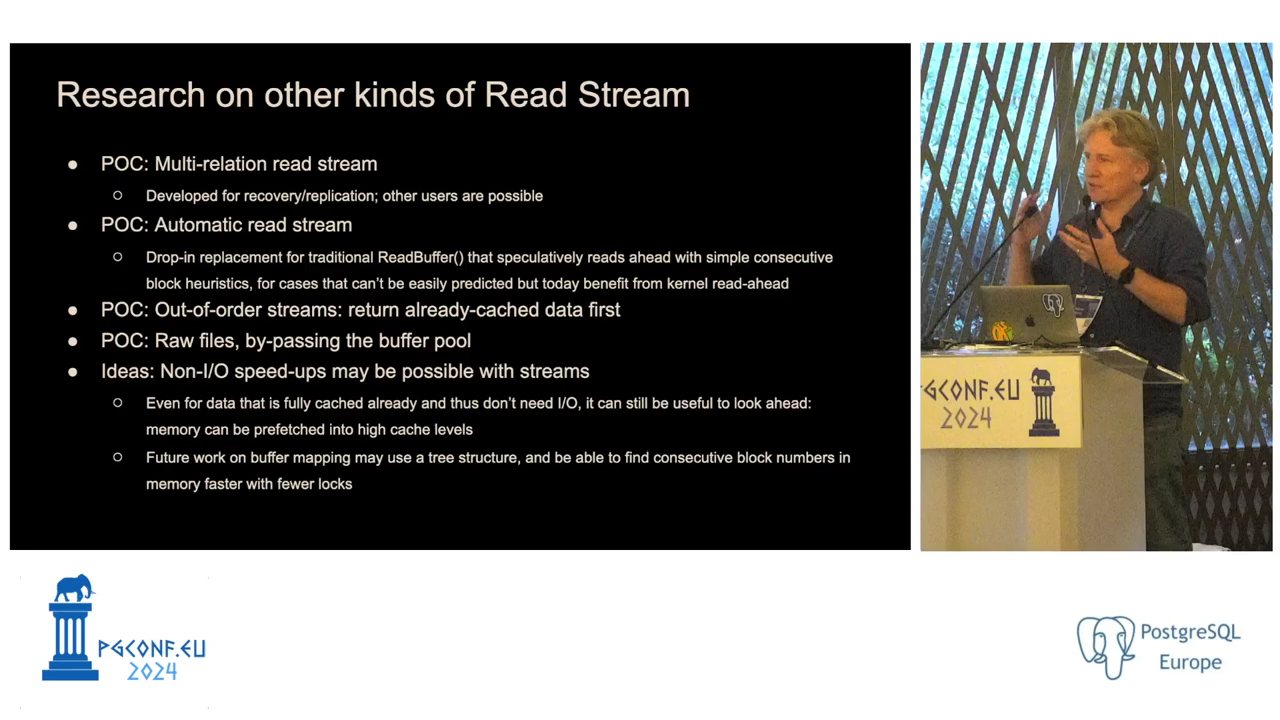 Research on other kinds of Read Stream
● POC: Multi-relation read stream
○ Developed for recovery/replication; other users are possible
● POC: Automatic read stream
○ Drop-in replacement for traditional ReadBuffer() that speculatively reads ahead with simple consecutive
block heuristics, for cases that can't be easily predicted but today benefit from kernel read-ahead
● POC: Out-of-order streams: return already-cached data first
● POC: Raw files, by-passing the buffer pool
● Ideas: Non-I/O speed-ups may be possible with streams
○ Even for data that is fully cached already and thus don't need I/O, it can still be useful to look ahead:
memory can be prefetched into high cache levels
○ Future work on buffer mapping may use a tree structure, and be able to find consecutive block numbers in
memory faster with fewer locks
PGCONF.EU
2024
PGCONF.EU
2024
PostgreSQL
Europe